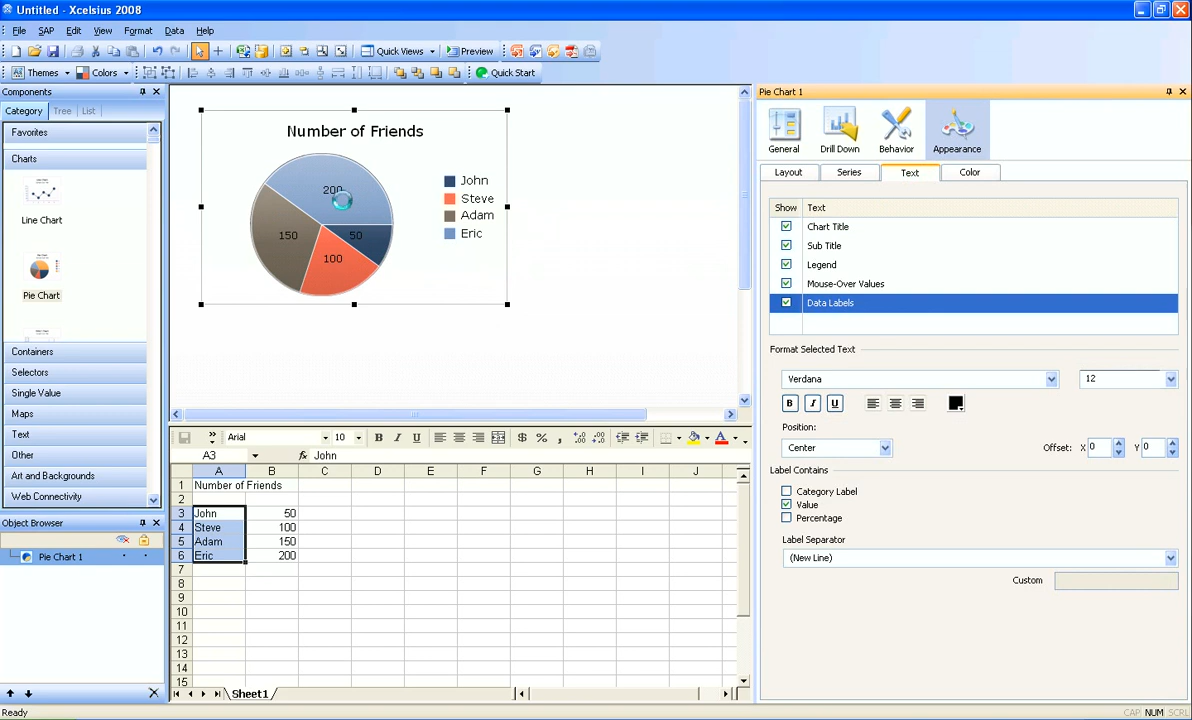 Untitled - Xcelsius 2008
File SAP Edit View Format Data Help
Quick Views Preview
Themes Colors Quick Start
Components
Category Tree List
Favorites
Charts
Line Chart
Pie Chart
Containers
Selectors
Single Value
Maps
Text
Other
Art and Backgrounds
Web Connectivity
Object Browser
Pie Chart 1
Number of Friends
200
150
50
100
John
Steve
Adam
Eric
Arial 10 B I U $ % ,
A3 fx John
A B C D E F G H I J
1 Number of Friends
2
3 John 50
4 Steve 100
5 Adam 150
6 Eric 200
7
8
9
10
11
12
13
14
15
Sheet1
Pie Chart 1
General Drill Down Behavior Appearance
Layout Series Text Color
Show Text
Chart Title
Sub Title
Legend
Mouse-Over Values
Data Labels
Format Selected Text
Verdana 12
B I U
Position:
Center Offset: X 0 Y 0
Label Contains
Category Label
Value
Percentage
Label Separator
(New Line)
Custom
Ready CAP NUM SCRL